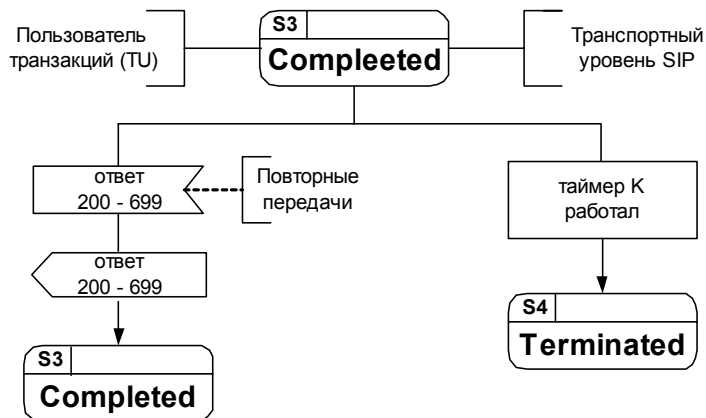 Пользователь
транзакций (TU)
S3
Compleeted
Транспортный
уровень SIP
ответ
200 - 699
Повторные
передачи
таймер K
работал
ответ
200 - 699
S3
Completed
S4
Terminated